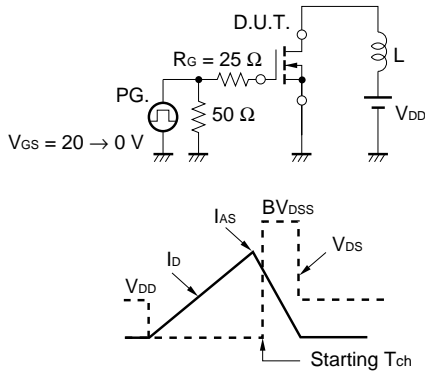 D.U.T.
RG = 25 Ω
L
PG.
50 Ω
VDD
VGS = 20 → 0 V
BVDSS
IAS
ID
VDS
VDD
Starting Tch